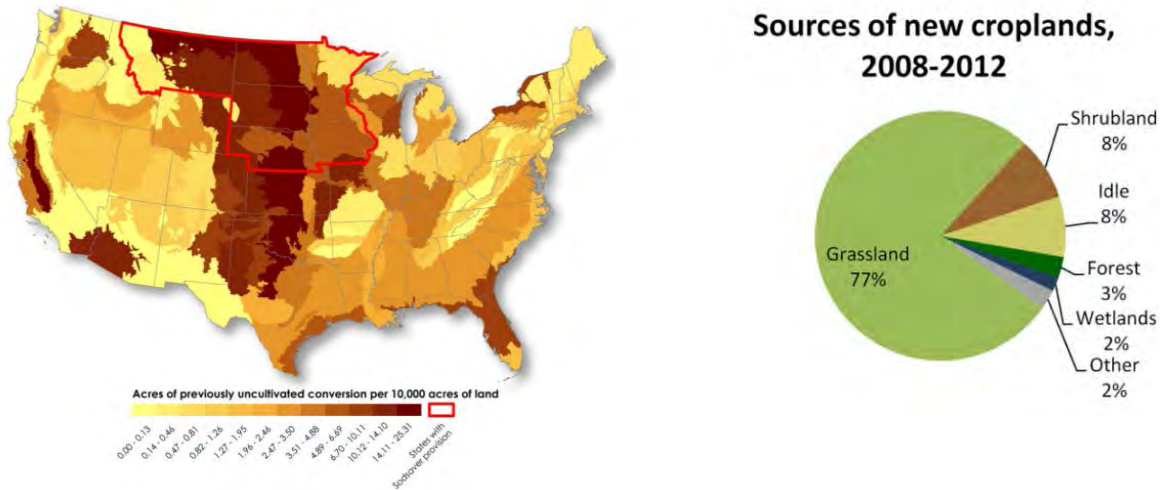 Sources of new croplands,
2008-2012
Shrubland
8%
Idle
8%
Grassland
77%
Forest
3%
Wetlands
2%
Other
2%
Acres of previously uncultivated conversion per 10,000 acres of land
0.00 - 0.13
0.14 - 0.46
0.47 - 0.81
0.82 - 1.26
1.27 - 1.95
1.96 - 2.46
2.47 - 3.50
3.51 - 4.88
4.89 - 6.69
6.70 - 10.11
10.12 - 14.10
14.11 - 25.31
States with
Sodsaver provision